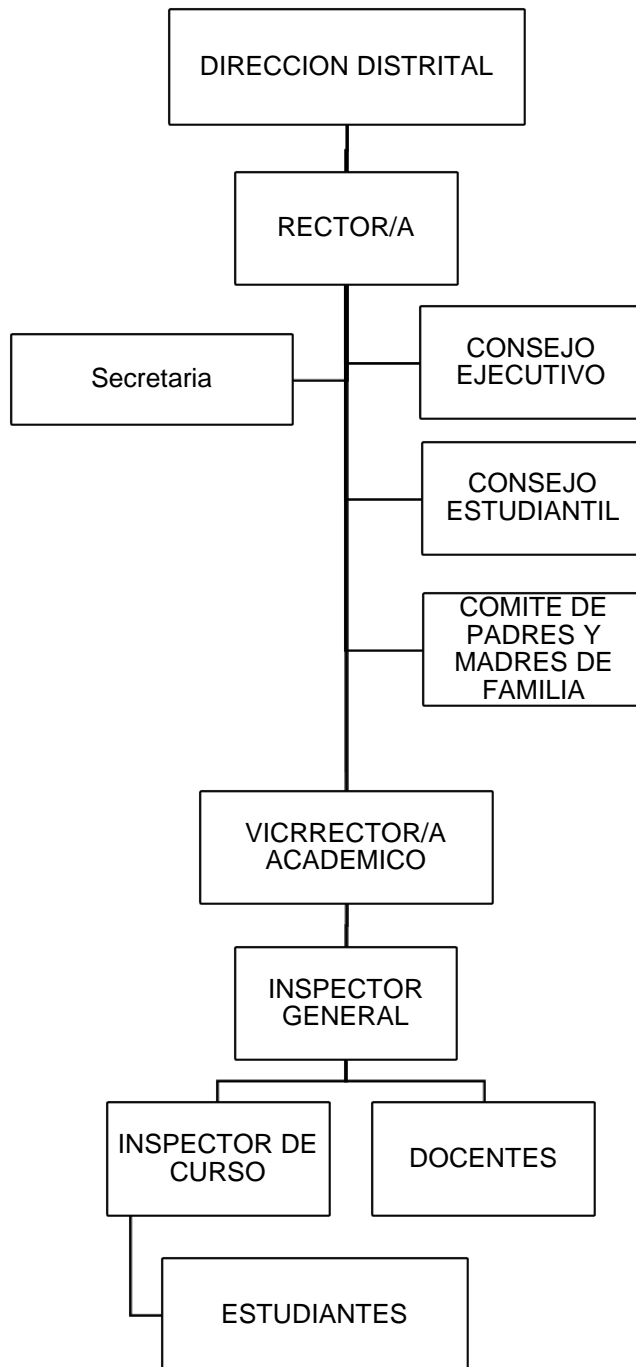 DIRECCION DISTRITAL
RECTOR/A
Secretaria
CONSEJO
EJECUTIVO
CONSEJO
ESTUDIANTIL
COMITE DE
PADRES Y
MADRES DE
FAMILIA
VICRRECTOR/A
ACADEMICO
INSPECTOR
GENERAL
INSPECTOR DE
CURSO
DOCENTES
ESTUDIANTES